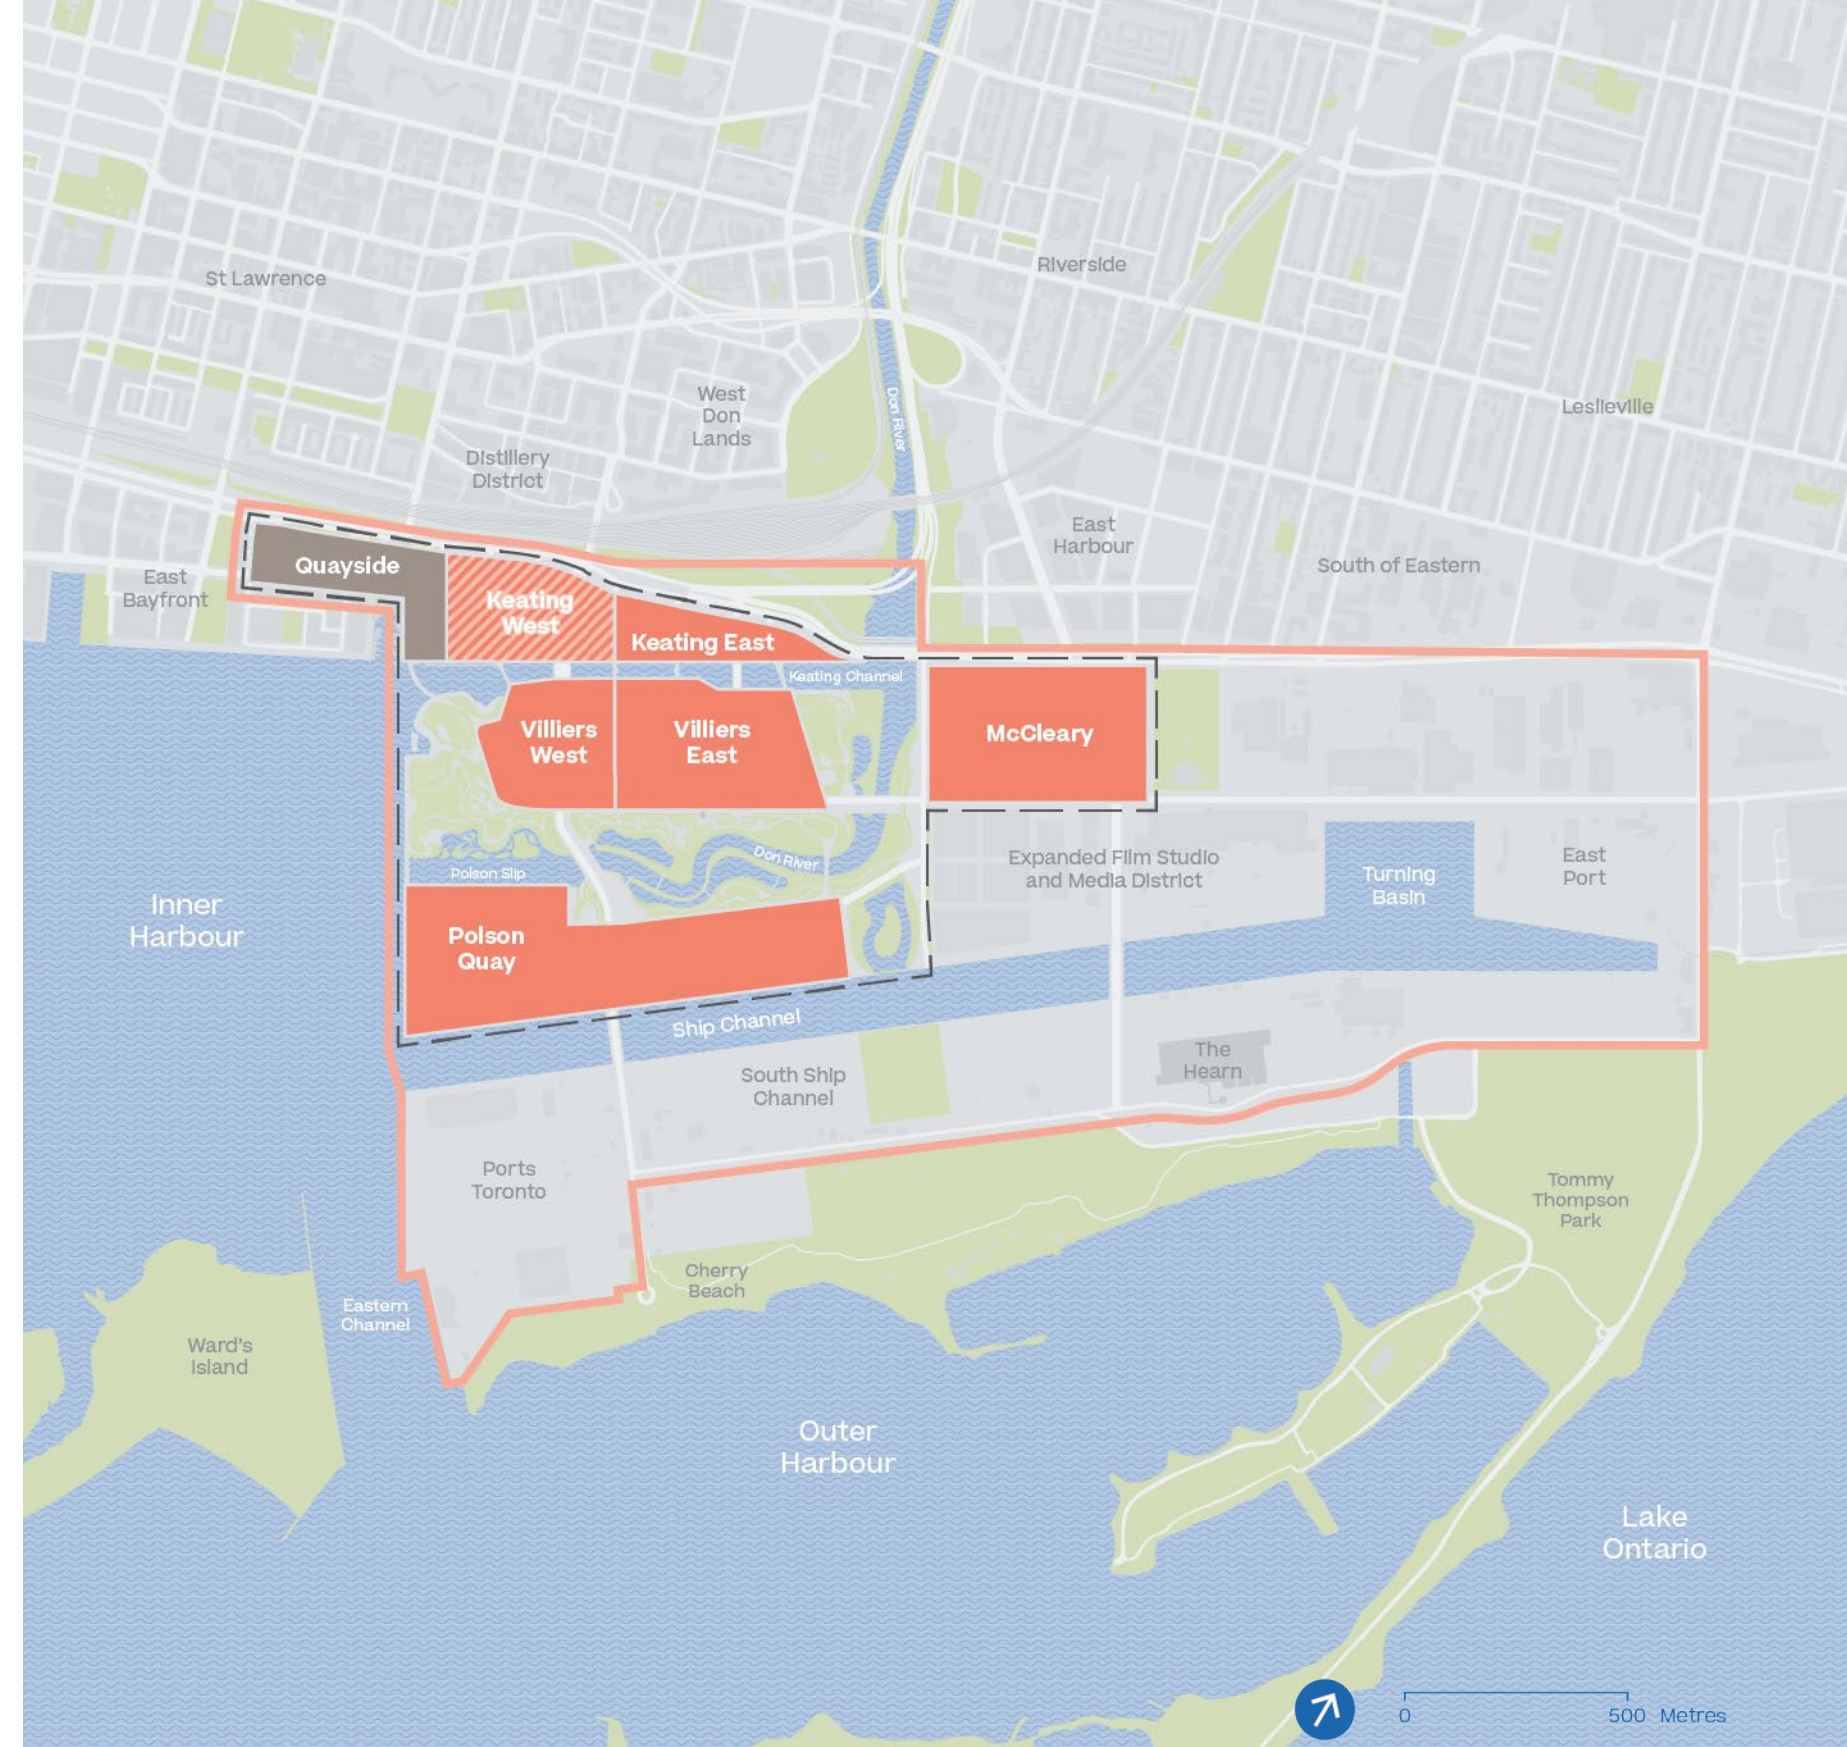 Riverside
St Lawrence
West
Don
Lands
Don River
Leslieville
Distillery
District
East
Harbour
South of Eastern
East
Bayfront
Quayside
Keating
West
Keating East
Keating Channel
Villiers
West
Villiers
East
McCleary
Don River
Polson Slip
Expanded Film Studio
and Media District
Turning
Basin
East
Port
Inner
Harbour
Polson
Quay
Ship Channel
The
Hearn
South Ship
Channel
Ports
Toronto
Tommy
Thompson
Park
Cherry
Beach
Eastern
Channel
Ward's
Island
Outer
Harbour
Lake
Ontario
0 500 Metres